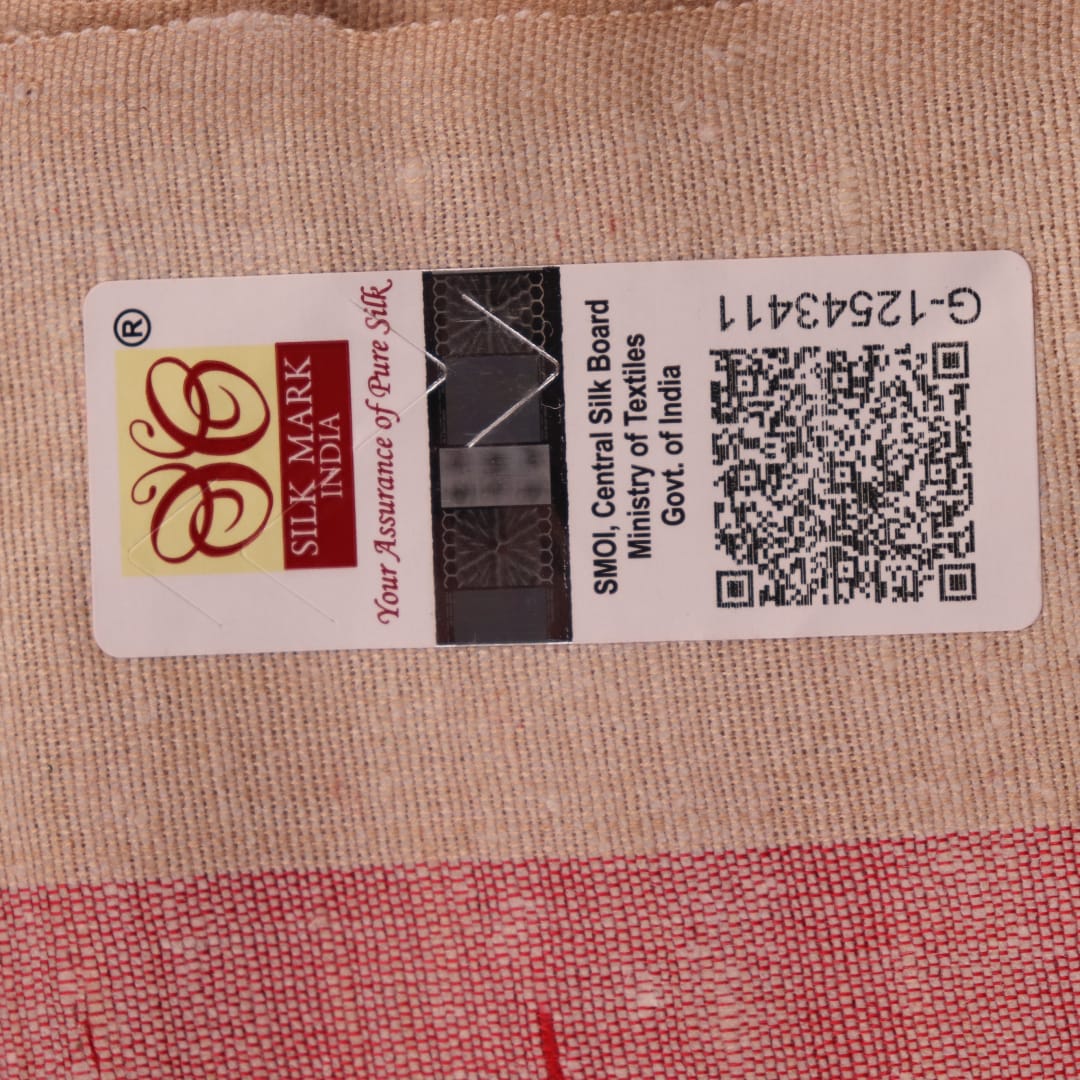 ®
SILK MARK
INDIA
Your Assurance of Pure Silk
SMOI, Central Silk Board
Ministry of Textiles
Govt. of India
G-12543411